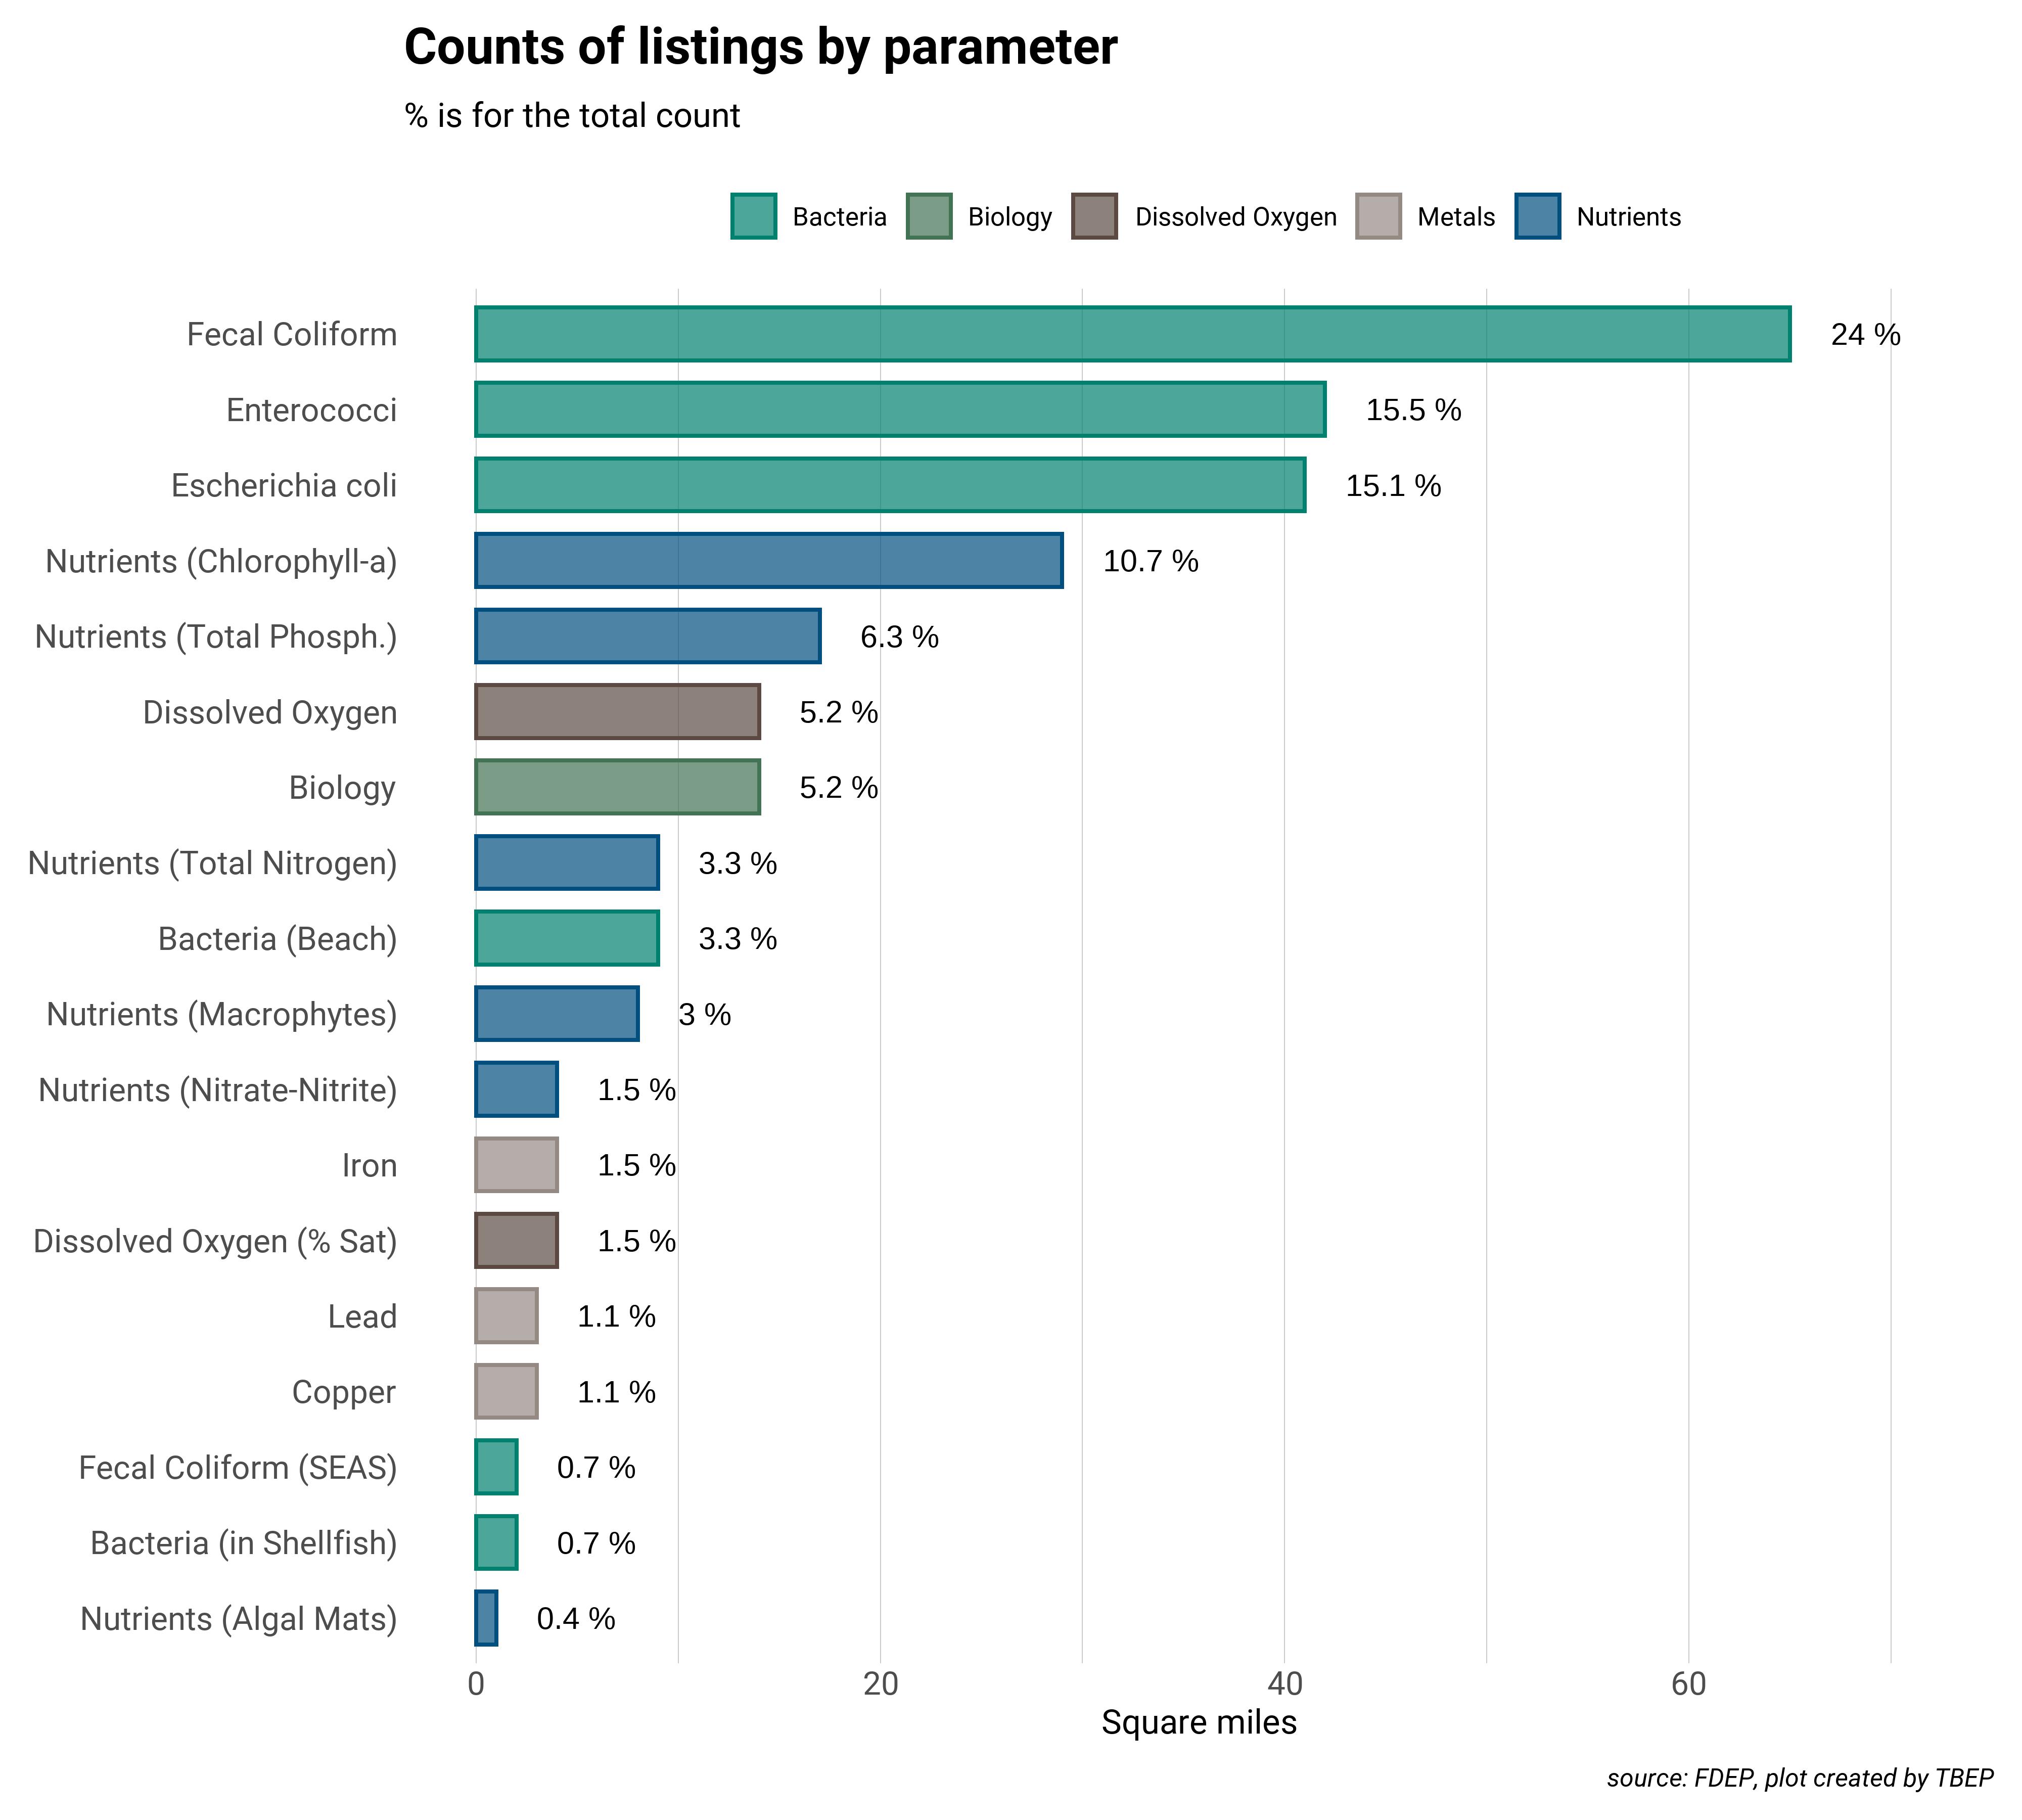 Counts of listings by parameter
% is for the total count
Bacteria Biology Dissolved Oxygen Metals Nutrients
Fecal Coliform 24 %
Enterococci 15.5 %
Escherichia coli 15.1 %
Nutrients (Chlorophyll-a) 10.7 %
Nutrients (Total Phosph.) 6.3 %
Dissolved Oxygen 5.2 %
Biology 5.2 %
Nutrients (Total Nitrogen) 3.3 %
Bacteria (Beach) 3.3 %
Nutrients (Macrophytes) 3 %
Nutrients (Nitrate-Nitrite) 1.5 %
Iron 1.5 %
Dissolved Oxygen (% Sat) 1.5 %
Lead 1.1 %
Copper 1.1 %
Fecal Coliform (SEAS) 0.7 %
Bacteria (in Shellfish) 0.7 %
Nutrients (Algal Mats) 0.4 %
0 20 40 60
Square miles
source: FDEP, plot created by TBEP